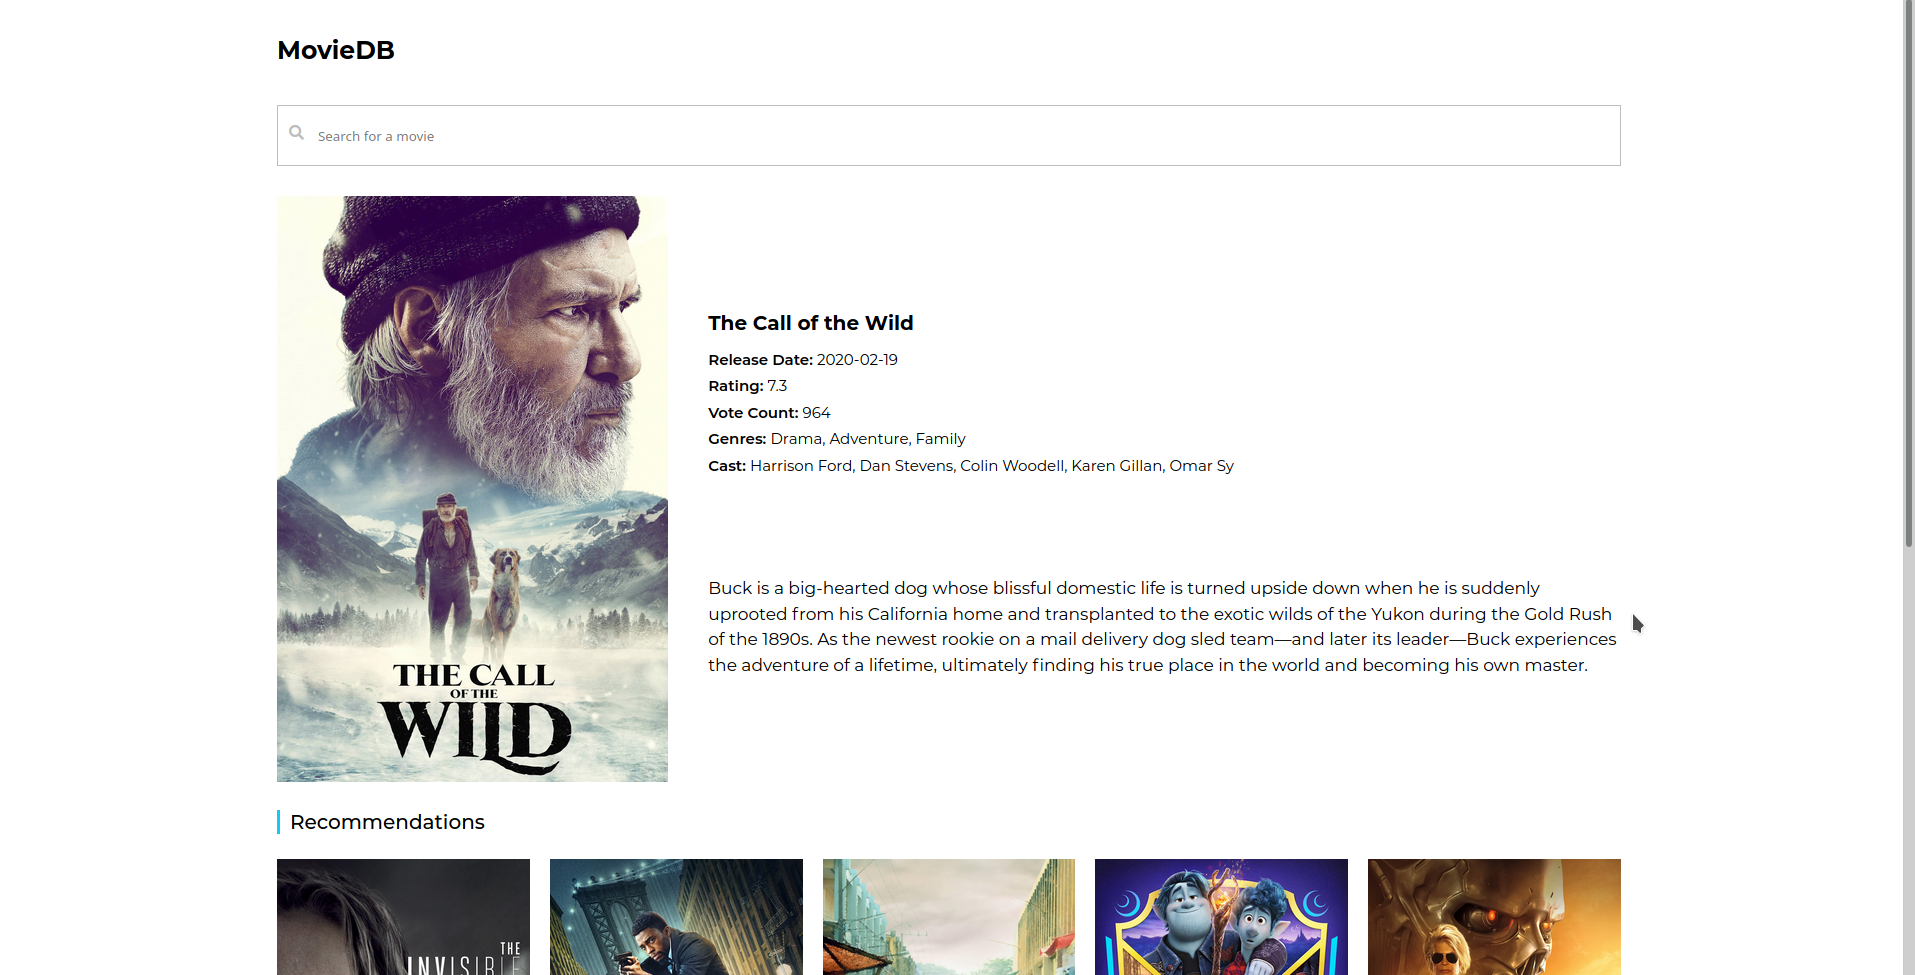 MovieDB
Search for a movie
The Call of the Wild
Release Date: 2020-02-19
Rating: 7.3
Vote Count: 964
Genres: Drama, Adventure, Family
Cast: Harrison Ford, Dan Stevens, Colin Woodell, Karen Gillan, Omar Sy
Buck is a big-hearted dog whose blissful domestic life is turned upside down when he is suddenly
uprooted from his California home and transplanted to the exotic wilds of the Yukon during the Gold Rush
of the 1890s. As the newest rookie on a mail delivery dog sled team—and later its leader—Buck experiences
the adventure of a lifetime, ultimately finding his true place in the world and becoming his own master.
THE CALL
OF THE
WILD
Recommendations
THE
INVISIBLE